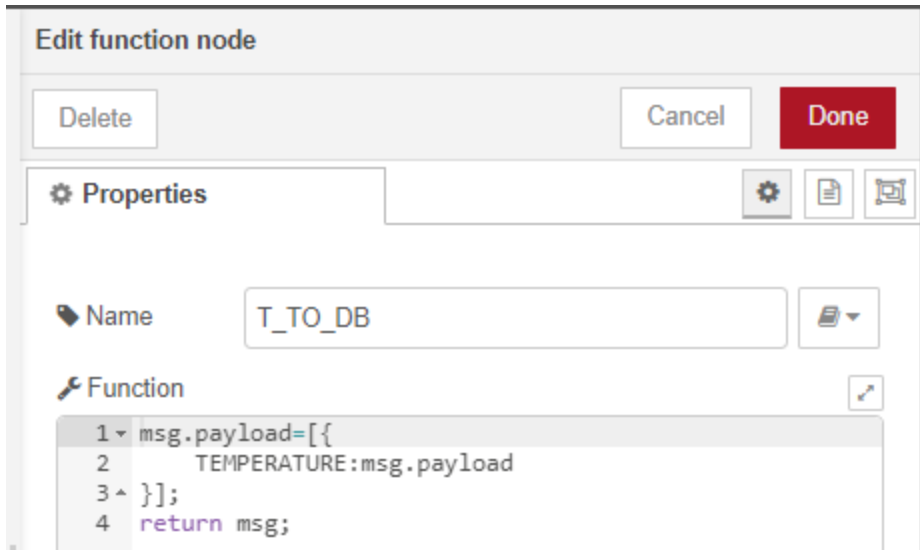 Edit function node
Delete Cancel Done
Properties
Name T_TO_DB
Function
1 msg.payload=[{
2     TEMPERATURE:msg.payload
3 }];
4 return msg;